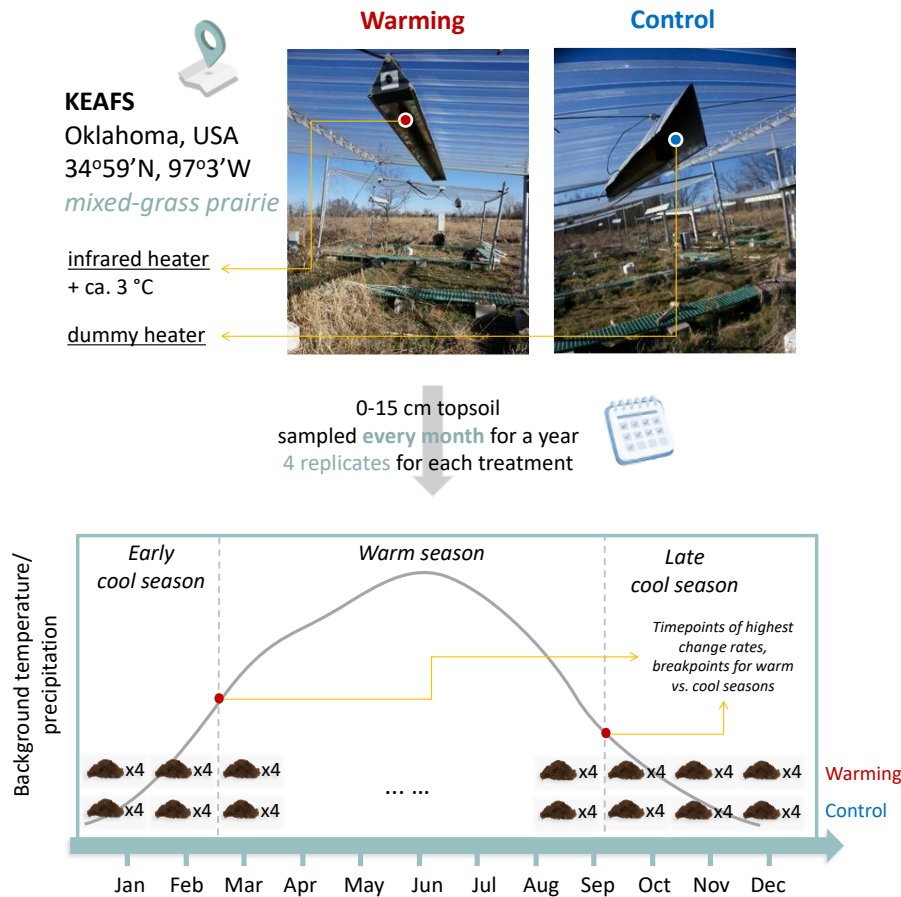 Warming
Control
KEAFS
Oklahoma, USA
34º59’N, 97º3’W
mixed-grass prairie
infrared heater
+ ca. 3 °C
dummy heater
0-15 cm topsoil
sampled every month for a year
4 replicates for each treatment
Background temperature/
precipitation
Early
cool season
Warm season
Late
cool season
Timepoints of highest
change rates,
breakpoints for warm
vs. cool seasons
x4 x4 x4 ... ... x4 x4 x4 x4 Warming
x4 x4 x4 x4 x4 x4 x4 Control
Jan Feb Mar Apr May Jun Jul Aug Sep Oct Nov Dec